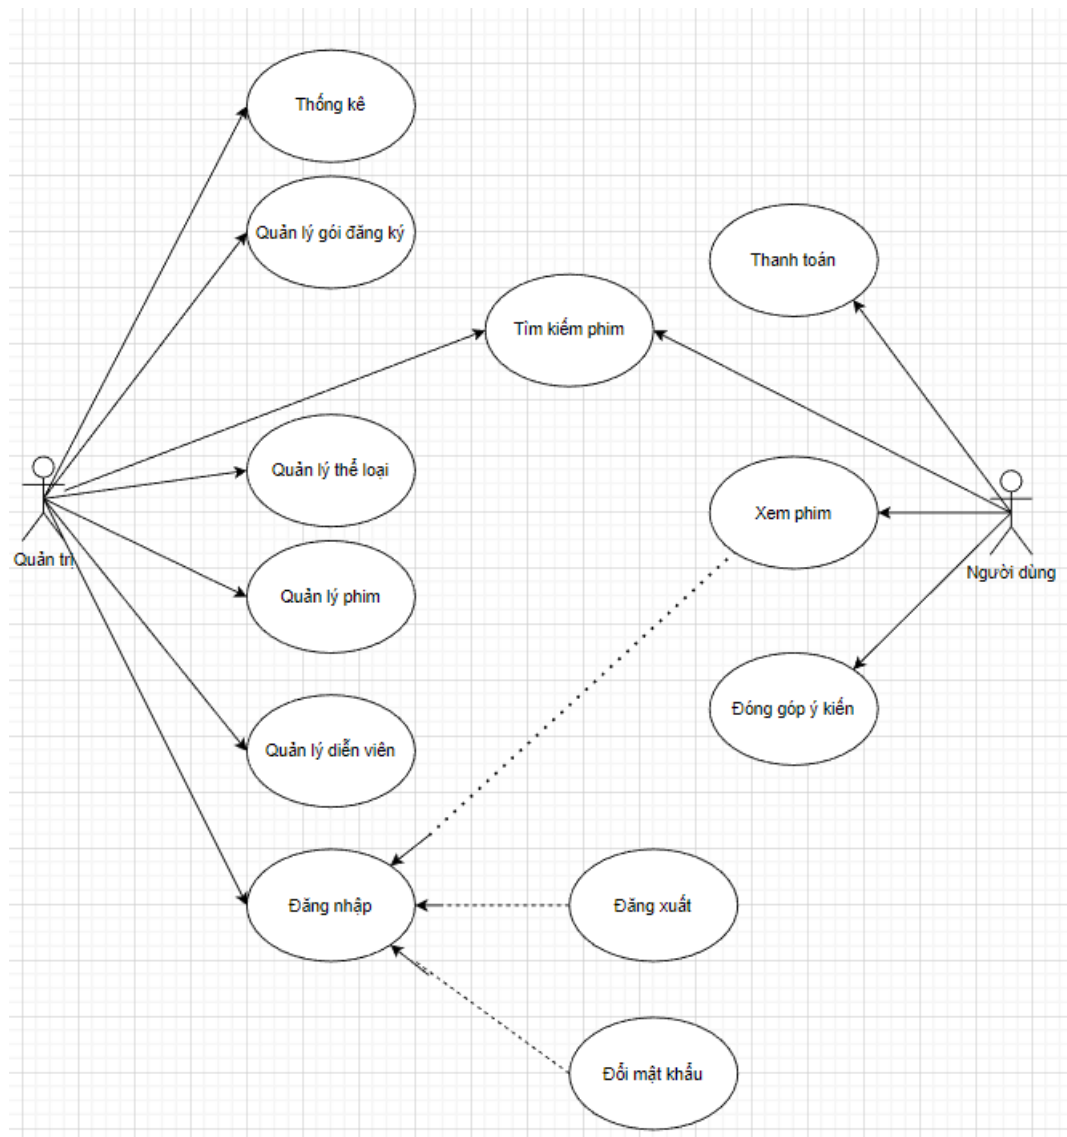 Thống kê
Quản lý gói đăng ký
Thanh toán
Tìm kiếm phim
Quản lý thể loại
Xem phim
Quản trị
Người dùng
Quản lý phim
Đóng góp ý kiến
Quản lý diễn viên
Đăng nhập
Đăng xuất
Đổi mật khẩu